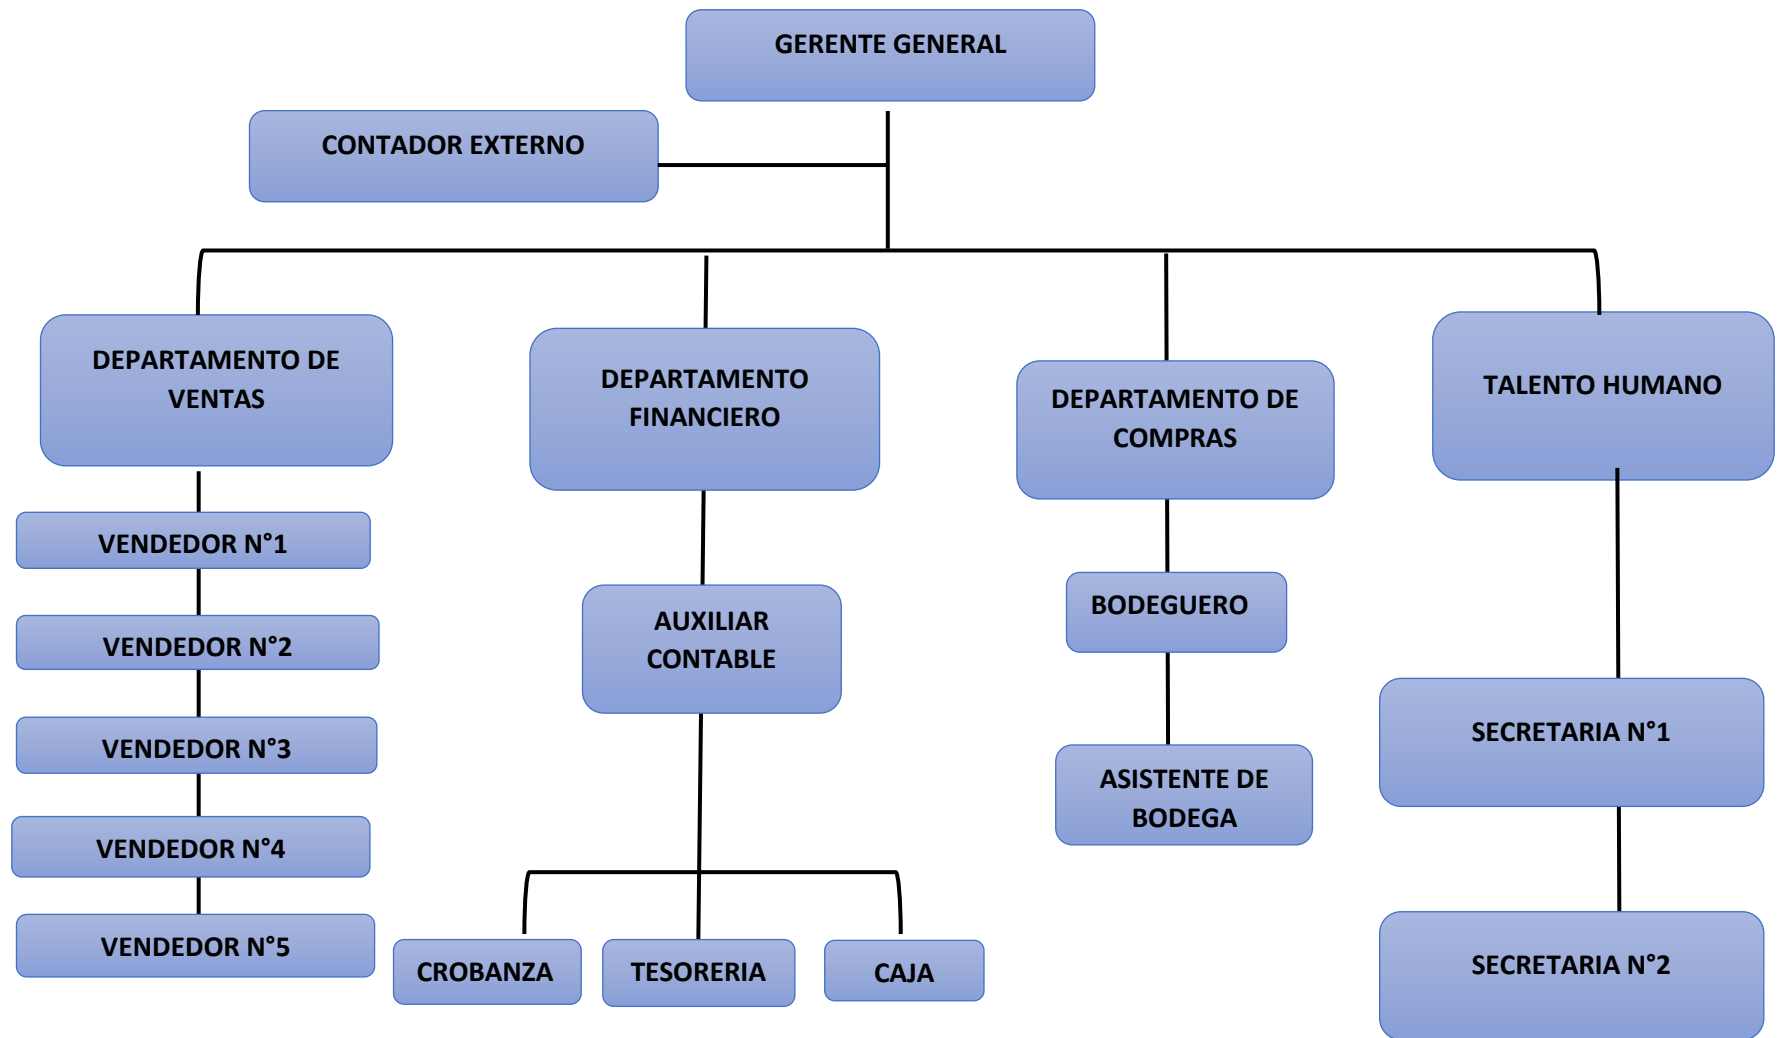 GERENTE GENERAL
CONTADOR EXTERNO
DEPARTAMENTO DE
VENTAS
DEPARTAMENTO
FINANCIERO
DEPARTAMENTO DE
COMPRAS
TALENTO HUMANO
VENDEDOR N°1
VENDEDOR N°2
VENDEDOR N°3
VENDEDOR N°4
VENDEDOR N°5
AUXILIAR
CONTABLE
CROBANZA
TESORERIA
CAJA
BODEGUERO
ASISTENTE DE
BODEGA
SECRETARIA N°1
SECRETARIA N°2